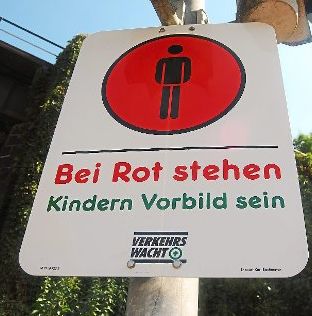 Bei Rot stehen
Kindern Vorbild sein
VERKEHRS
WACHT